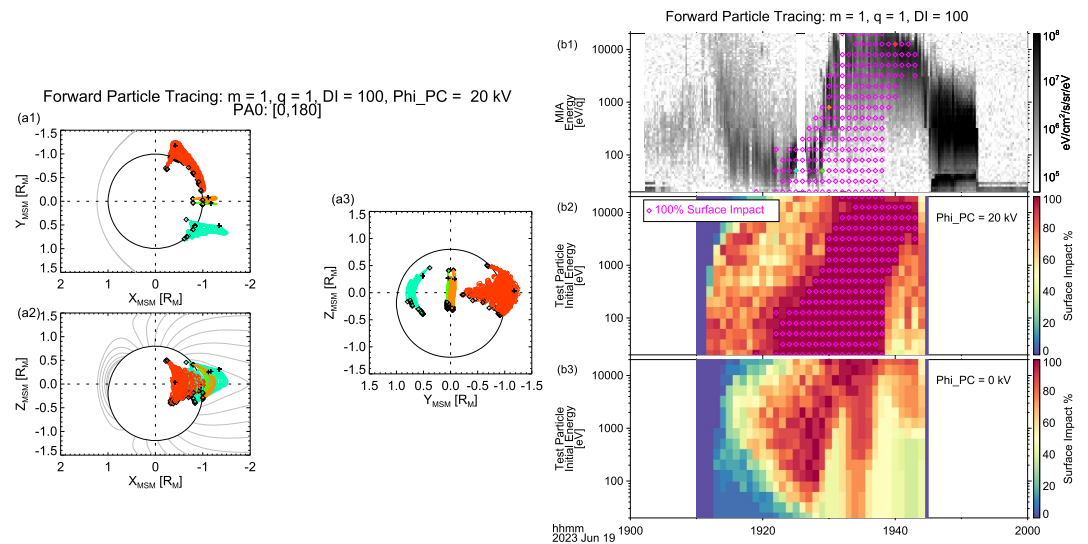 Forward Particle Tracing: m = 1, q = 1, DI = 100, Phi_PC = 20 kV
PA0: [0,180]
(a1)
-1.5
-1.0
-0.5
0.0
0.5
1.0
1.5
Y_MSM [R_M]
2 1 0 -1 -2
X_MSM [R_M]
(a2)
1.5
1.0
0.5
0.0
-0.5
-1.0
-1.5
Z_MSM [R_M]
2 1 0 -1 -2
X_MSM [R_M]
(a3)
1.5
1.0
0.5
0.0
-0.5
-1.0
-1.5
Z_MSM [R_M]
1.5 1.0 0.5 0.0 -0.5 -1.0 -1.5
Y_MSM [R_M]
Forward Particle Tracing: m = 1, q = 1, DI = 100
(b1)
10000
1000
100
MIA
Energy
[eV/q]
10^8
10^7
10^6
10^5
eV/cm²/s/sr/eV
(b2)
◇ 100% Surface Impact
Phi_PC = 20 kV
10000
1000
100
Test Particle
Initial Energy
[eV]
100
80
60
40
20
0
Surface Impact %
(b3)
Phi_PC = 0 kV
10000
1000
100
Test Particle
Initial Energy
[eV]
100
80
60
40
20
0
Surface Impact %
1900 1920 1940 2000
hhmm
2023 Jun 19